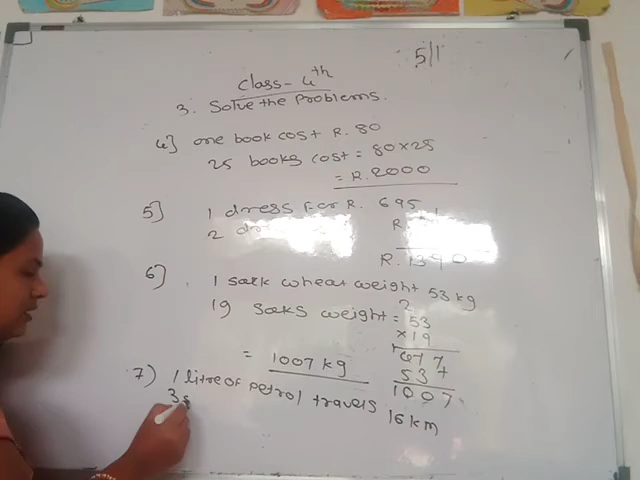 5/1
Class - 4th
3. Solve the Problems.
4] one book cost R. 80
25 books cost = 80 × 25
= R. 2000
5] 1 dress for R. 695
2
R.
R. 1390
6] 1 sack wheat weight 53 kg
2
19 sacks weight = 53
× 19
= 1007 kg
477
53+
1007
7) 1 litre of petrol travels 16 km